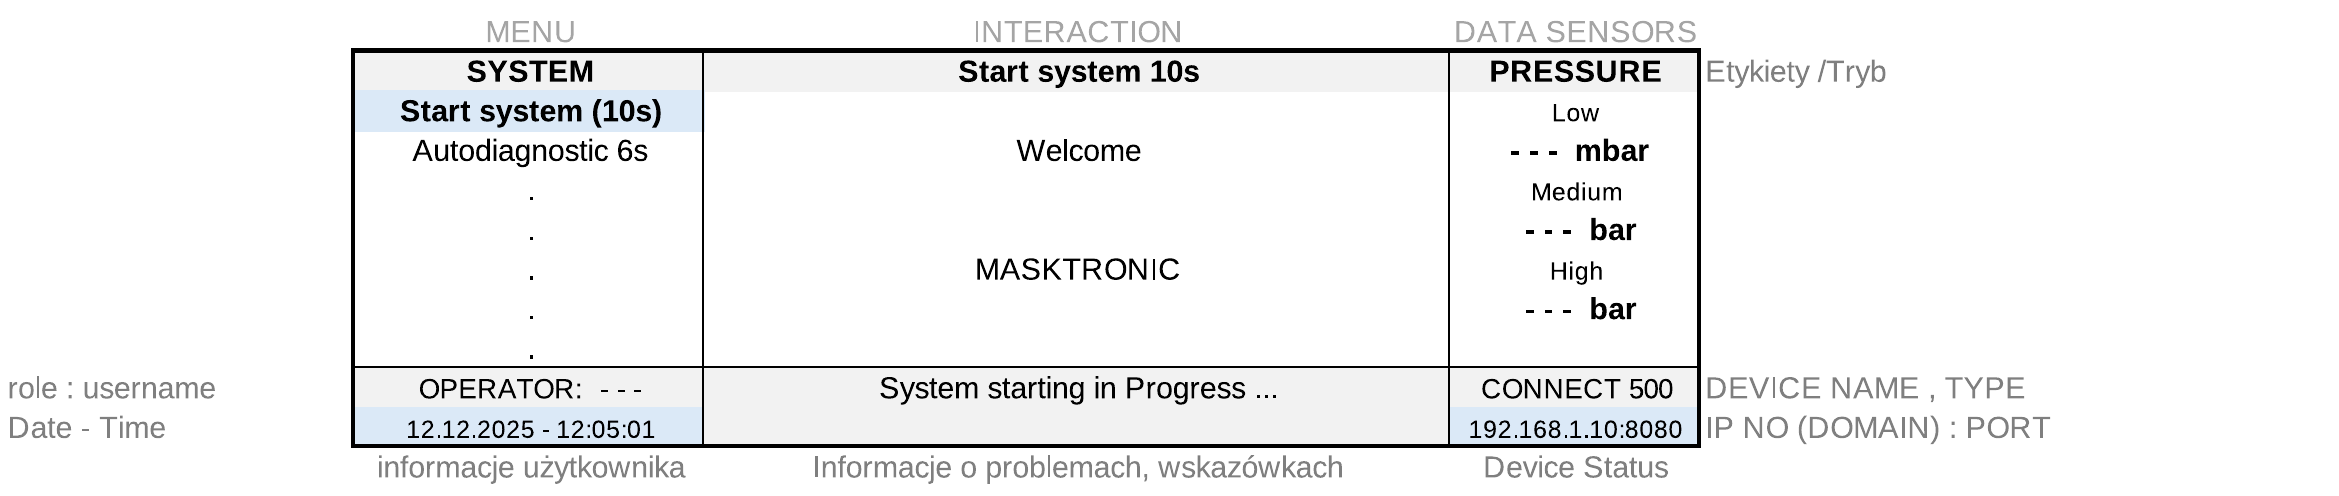 MENU INTERACTION DATA SENSORS
SYSTEM Start system 10s PRESSURE Etykiety /Tryb
Start system (10s) Low
Autodiagnostic 6s Welcome - - - mbar
. Medium
. - - - bar
. MASKTRONIC High
. - - - bar
.
role : username OPERATOR: - - - System starting in Progress ... CONNECT 500 DEVICE NAME , TYPE
Date - Time 12.12.2025 - 12:05:01 192.168.1.10:8080 IP NO (DOMAIN) : PORT
informacje użytkownika Informacje o problemach, wskazówkach Device Status